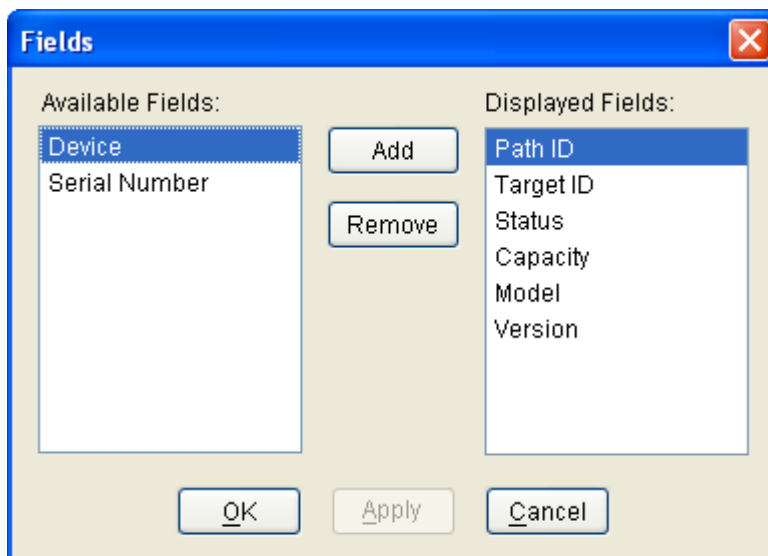 Fields
Available Fields:
Device
Serial Number
Add
Remove
Displayed Fields:
Path ID
Target ID
Status
Capacity
Model
Version
OK
Apply
Cancel